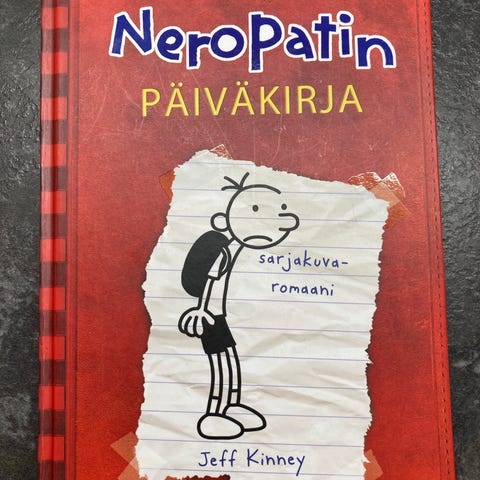 Neropatin
PÄIVÄKIRJA
sarjakuva-
romaani
Jeff Kinney